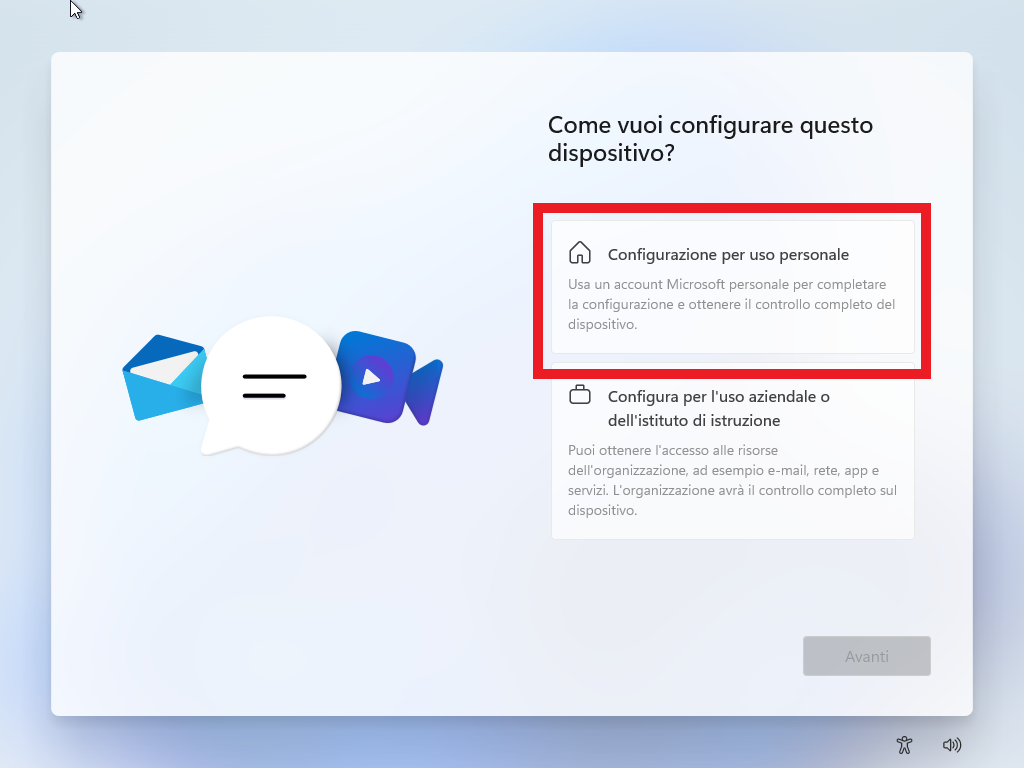 Come vuoi configurare questo
dispositivo?
Configurazione per uso personale
Usa un account Microsoft personale per completare
la configurazione e ottenere il controllo completo del
dispositivo.
Configura per l'uso aziendale o
dell'istituto di istruzione
Puoi ottenere l'accesso alle risorse
dell'organizzazione, ad esempio e-mail, rete, app e
servizi. L'organizzazione avrà il controllo completo sul
dispositivo.
Avanti